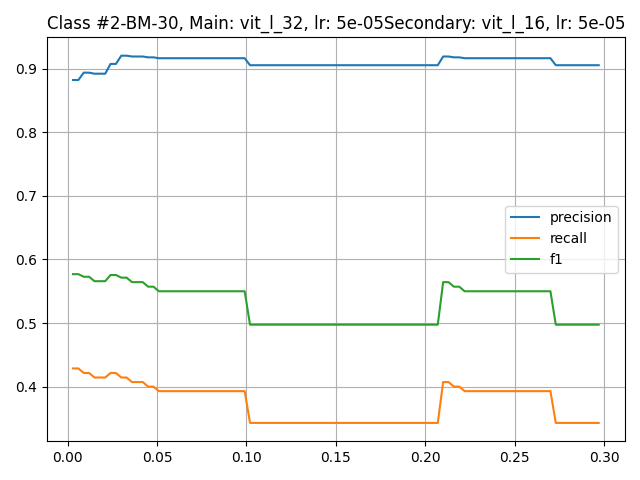 Class #2-BM-30, Main: vit_l_32, lr: 5e-05Secondary: vit_l_16, lr: 5e-05
0.9
0.8
0.7
0.6
0.5
0.4
precision
recall
f1
0.00 0.05 0.10 0.15 0.20 0.25 0.30